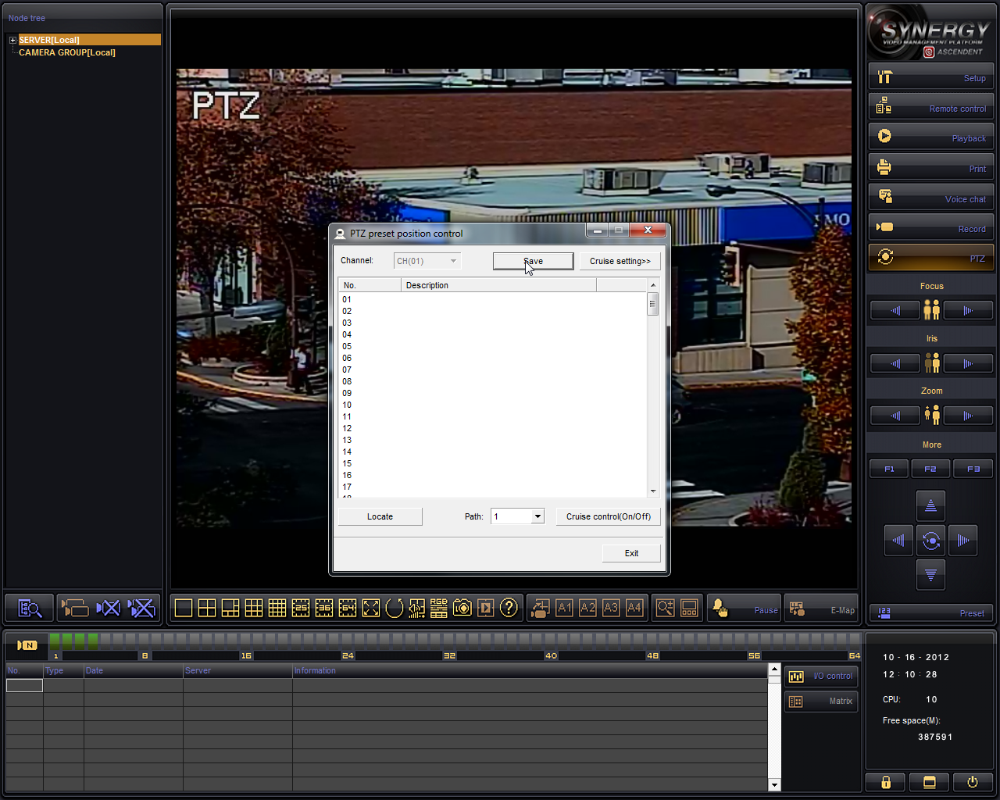 Node tree
SERVER[Local]
CAMERA GROUP[Local]
PTZ
SMO
SYNERGY
VIDEO MANAGEMENT PLATFORM
ASCENDENT
Setup
Remote control
Playback
Print
Voice chat
Record
PTZ
Focus
Iris
Zoom
More
F1 F2 F3
123 Preset
PTZ preset position control
Channel: CH(01) Save Cruise setting>>
No. Description
01
02
03
04
05
06
07
08
09
10
11
12
13
14
15
16
17
18
Locate Path: 1 Cruise control(On/Off)
Exit
25 36 64 RGB ? A1 A2 A3 A4 Pause E-Map
N
1 8 16 24 32 40 48 56 64
No. Type Date Server Information
I/O control
Matrix
10 - 16 - 2012
12 : 10 : 28
CPU: 10
Free space(M):
387591